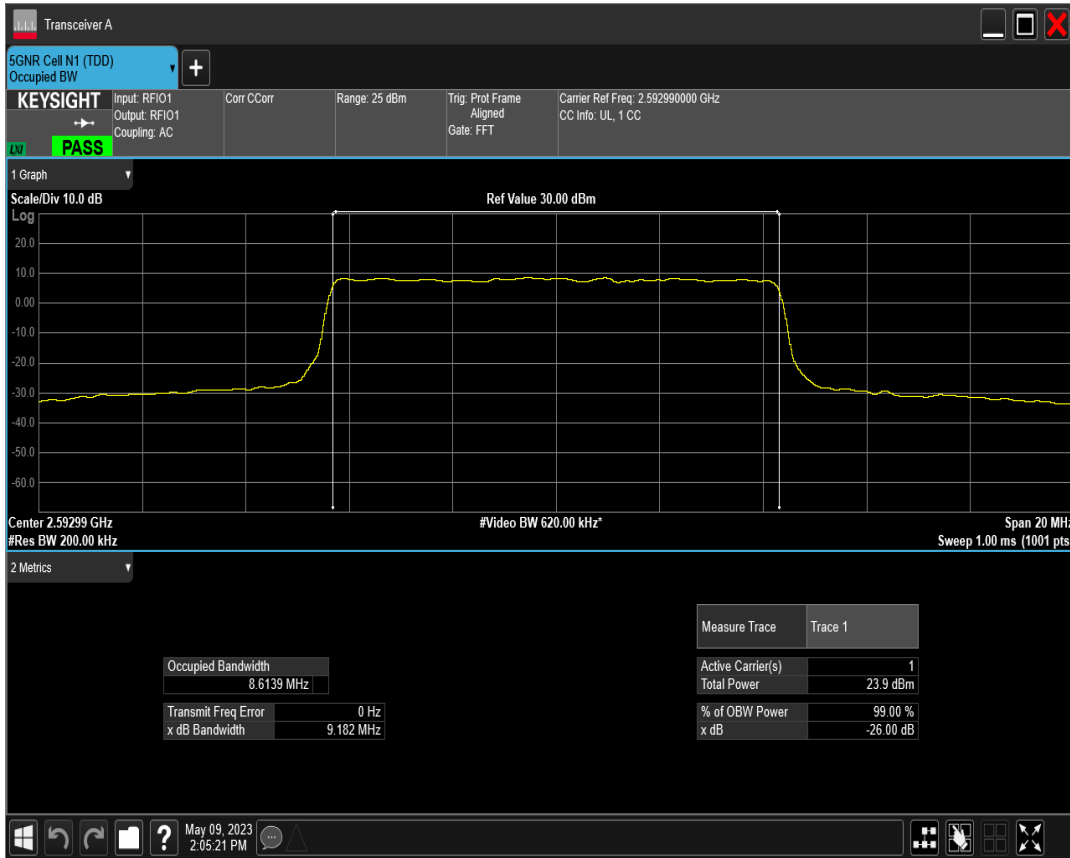 Transceiver A
5GNR Cell N1 (TDD)
Occupied BW
+
KEYSIGHT
LXI
PASS
Input: RFIO1
Output: RFIO1
Coupling: AC
Corr CCorr
Range: 25 dBm
Trig: Prot Frame
Aligned
Gate: FFT
Carrier Ref Freq: 2.592990000 GHz
CC Info: UL, 1 CC
1 Graph
Scale/Div 10.0 dB
Ref Value 30.00 dBm
Log
20.0
10.0
0.00
-10.0
-20.0
-30.0
-40.0
-50.0
-60.0
Center 2.59299 GHz
#Video BW 620.00 kHz*
Span 20 MHz
#Res BW 200.00 kHz
Sweep 1.00 ms (1001 pts
2 Metrics
Measure Trace Trace 1
Occupied Bandwidth
8.6139 MHz
Active Carrier(s) 1
Total Power 23.9 dBm
Transmit Freq Error 0 Hz
x dB Bandwidth 9.182 MHz
% of OBW Power 99.00 %
x dB -26.00 dB
?
May 09, 2023
2:05:21 PM